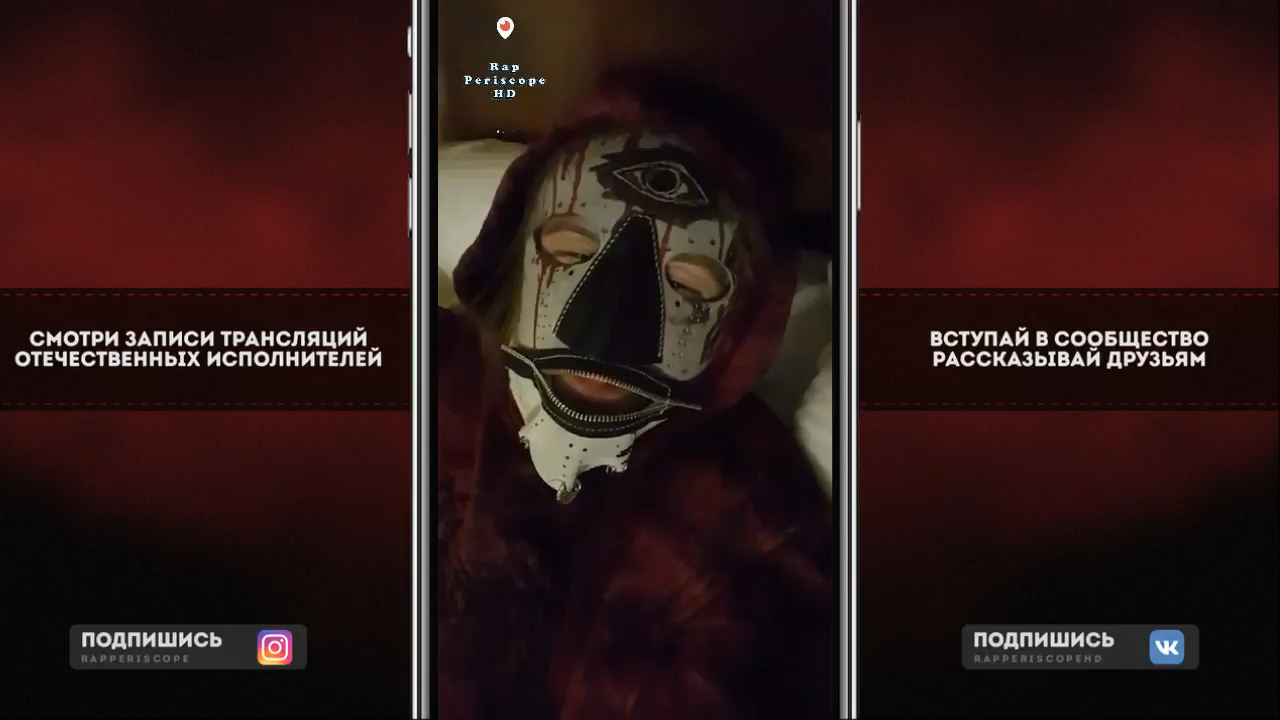 Rap
Periscope
HD
СМОТРИ ЗАПИСИ ТРАНСЛЯЦИЙ
ОТЕЧЕСТВЕННЫХ ИСПОЛНИТЕЛЕЙ
ВСТУПАЙ В СООБЩЕСТВО
РАССКАЗЫВАЙ ДРУЗЬЯМ
ПОДПИШИСЬ
RAPPERISCOPE
ПОДПИШИСЬ
RAPPERISCOPEHD